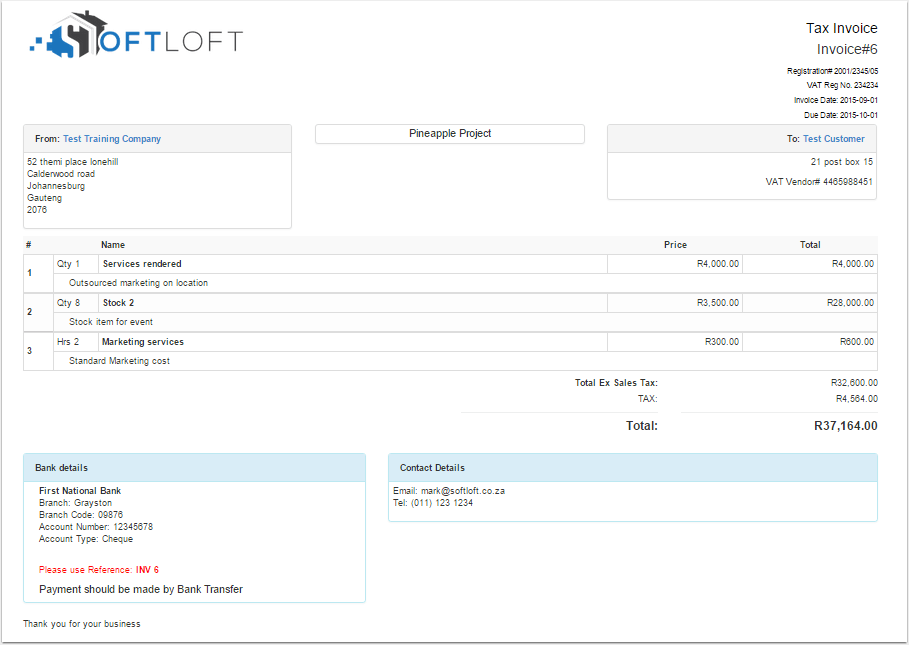 SOFTLOFT
Tax Invoice
Invoice#6
Registration# 2001/2345/05
VAT Reg No. 234234
Invoice Date: 2015-09-01
Due Date: 2015-10-01
From: Test Training Company
52 themi place lonehill
Calderwood road
Johannesburg
Gauteng
2076
Pineapple Project
To: Test Customer
21 post box 15
VAT Vendor# 4465988451
# Name Price Total
1 Qty 1 Services rendered R4,000.00 R4,000.00
Outsourced marketing on location
2 Qty 8 Stock 2 R3,500.00 R28,000.00
Stock item for event
3 Hrs 2 Marketing services R300.00 R600.00
Standard Marketing cost
Total Ex Sales Tax: R32,600.00
TAX: R4,564.00
Total: R37,164.00
Bank details
First National Bank
Branch: Grayston
Branch Code: 09876
Account Number: 12345678
Account Type: Cheque
Please use Reference: INV 6
Payment should be made by Bank Transfer
Contact Details
Email: mark@softloft.co.za
Tel: (011) 123 1234
Thank you for your business